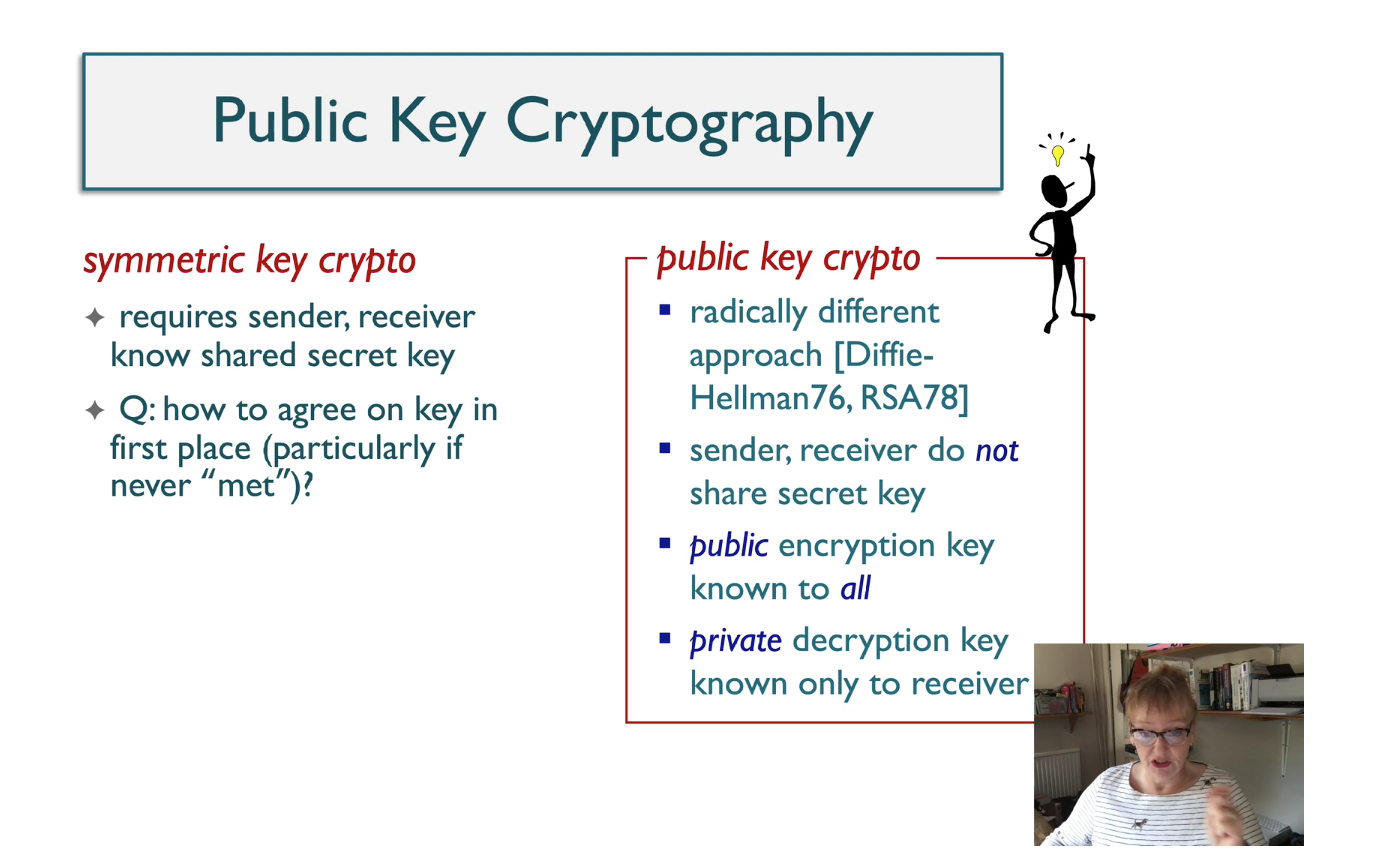 Public Key Cryptography
symmetric key crypto
✦ requires sender, receiver
know shared secret key
✦ Q: how to agree on key in
first place (particularly if
never “met”)?
public key crypto
▪ radically different
approach [Diffie-
Hellman76, RSA78]
▪ sender, receiver do not
share secret key
▪ public encryption key
known to all
▪ private decryption key
known only to receiver